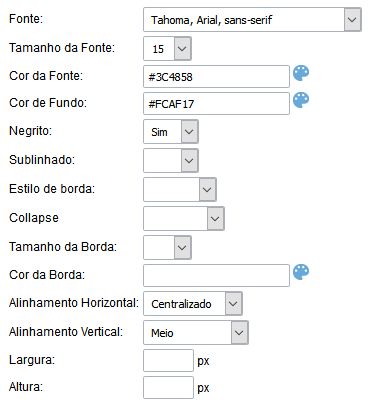 Fonte: Tahoma, Arial, sans-serif
Tamanho da Fonte: 15
Cor da Fonte: #3C4858
Cor de Fundo: #FCAF17
Negrito: Sim
Sublinhado:
Estilo de borda:
Collapse
Tamanho da Borda:
Cor da Borda:
Alinhamento Horizontal: Centralizado
Alinhamento Vertical: Meio
Largura: px
Altura: px